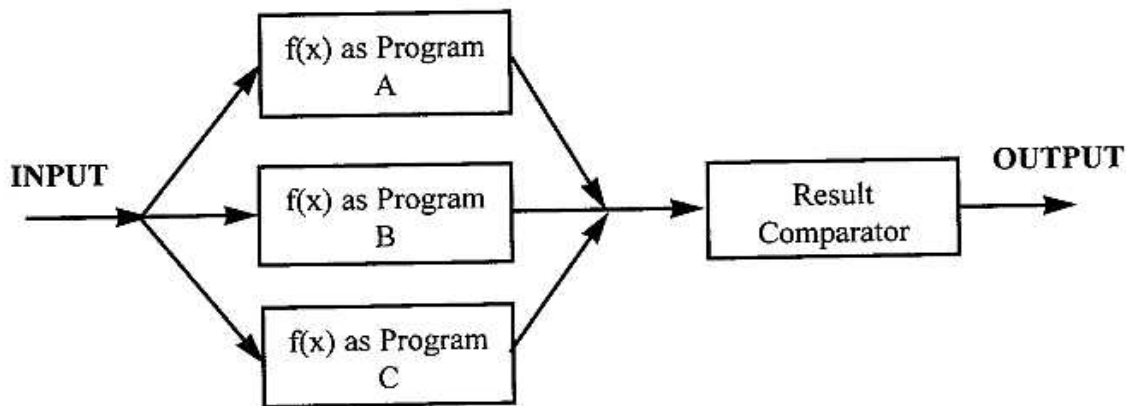 f(x) as Program
A
INPUT
f(x) as Program
B
Result
Comparator
OUTPUT
f(x) as Program
C